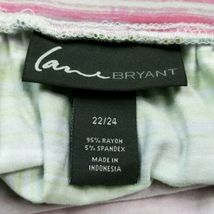 Lane BRYANT
22/24
95% RAYON
5% SPANDEX
MADE IN
INDONESIA